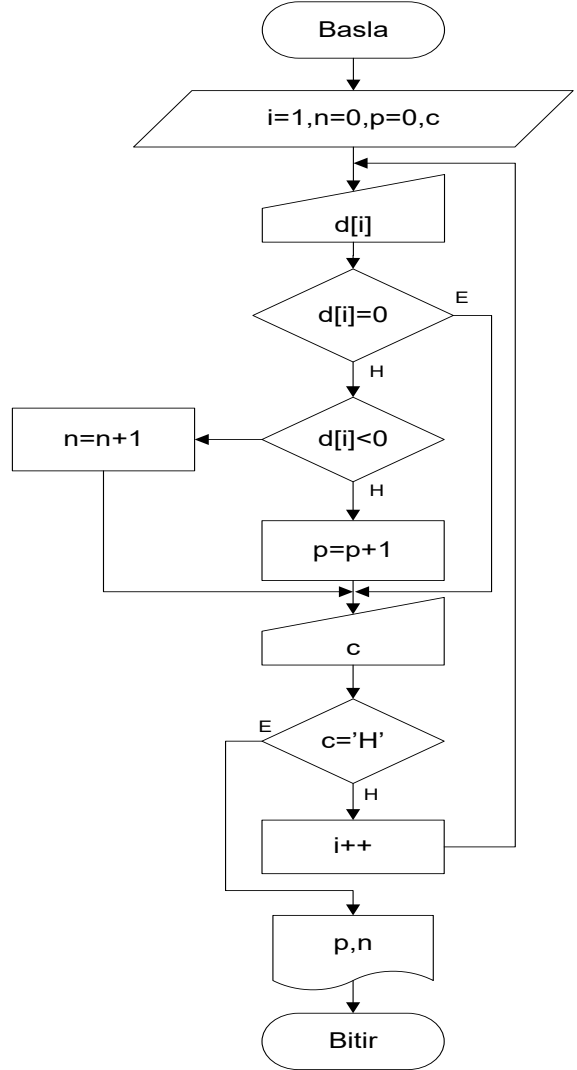 Basla
i=1,n=0,p=0,c
d[i]
d[i]=0
E
H
d[i]<0
n=n+1
H
p=p+1
c
c='H'
E
H
i++
p,n
Bitir